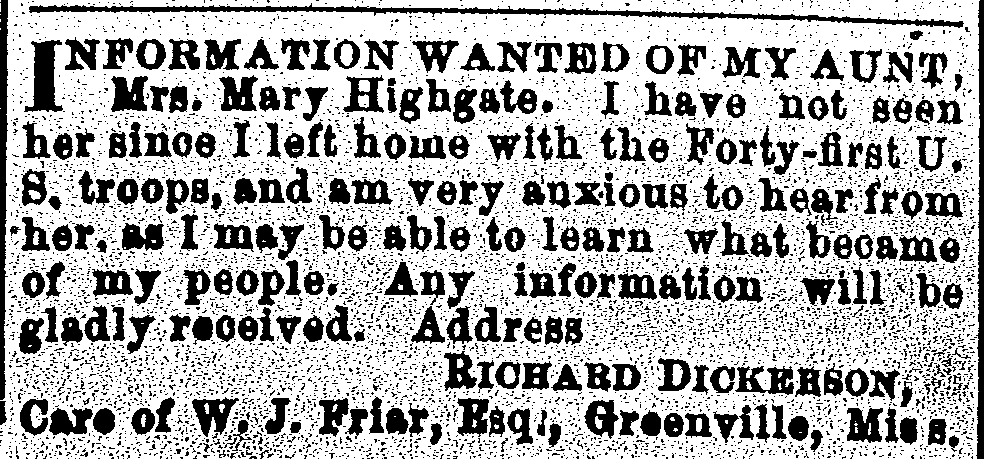 INFORMATION WANTED OF MY AUNT,
Mrs. Mary Highgate. I have not seen
her since I left home with the Forty-first U.
S. troops, and am very anxious to hear from
her, as I may be able to learn what became
of my people. Any information will be
gladly received. Address
RICHARD DICKERSON,
Care of W. J. Friar, Esq., Greenville, Miss.